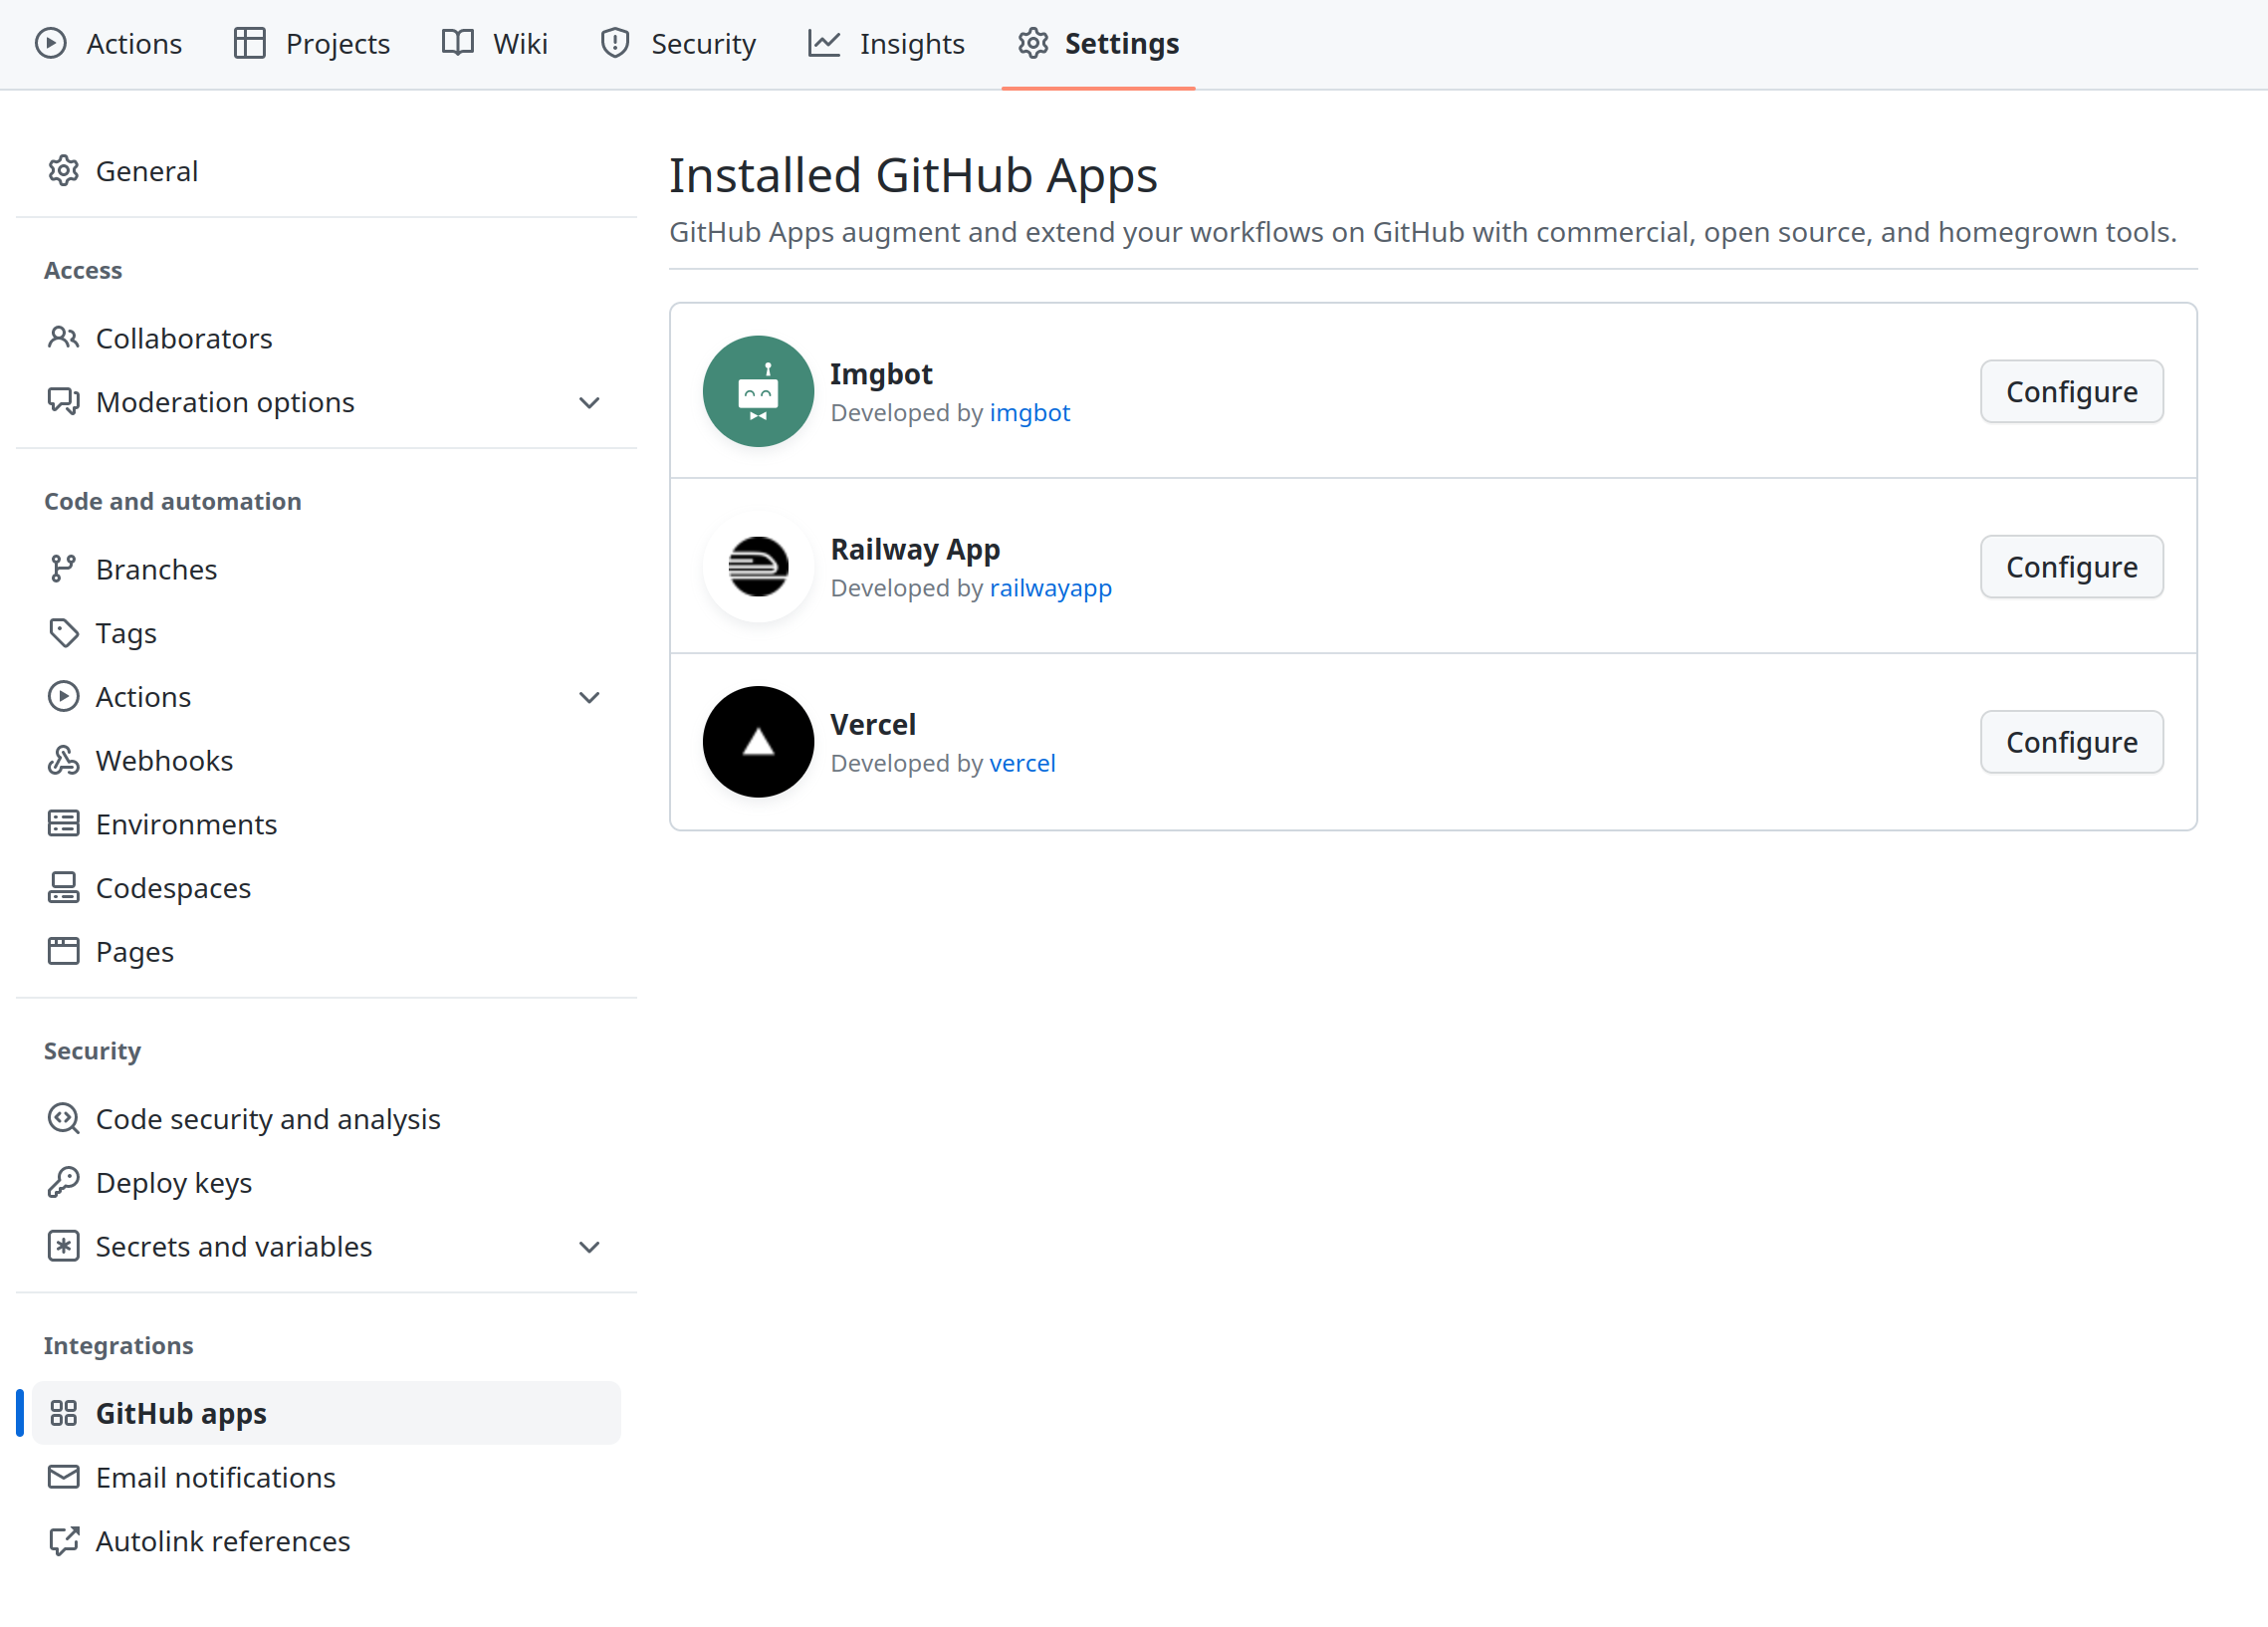 Actions Projects Wiki Security Insights Settings
General
Access
Collaborators
Moderation options
Code and automation
Branches
Tags
Actions
Webhooks
Environments
Codespaces
Pages
Security
Code security and analysis
Deploy keys
Secrets and variables
Integrations
GitHub apps
Email notifications
Autolink references
Installed GitHub Apps
GitHub Apps augment and extend your workflows on GitHub with commercial, open source, and homegrown tools.
Imgbot
Developed by imgbot
Configure
Railway App
Developed by railwayapp
Configure
Vercel
Developed by vercel
Configure